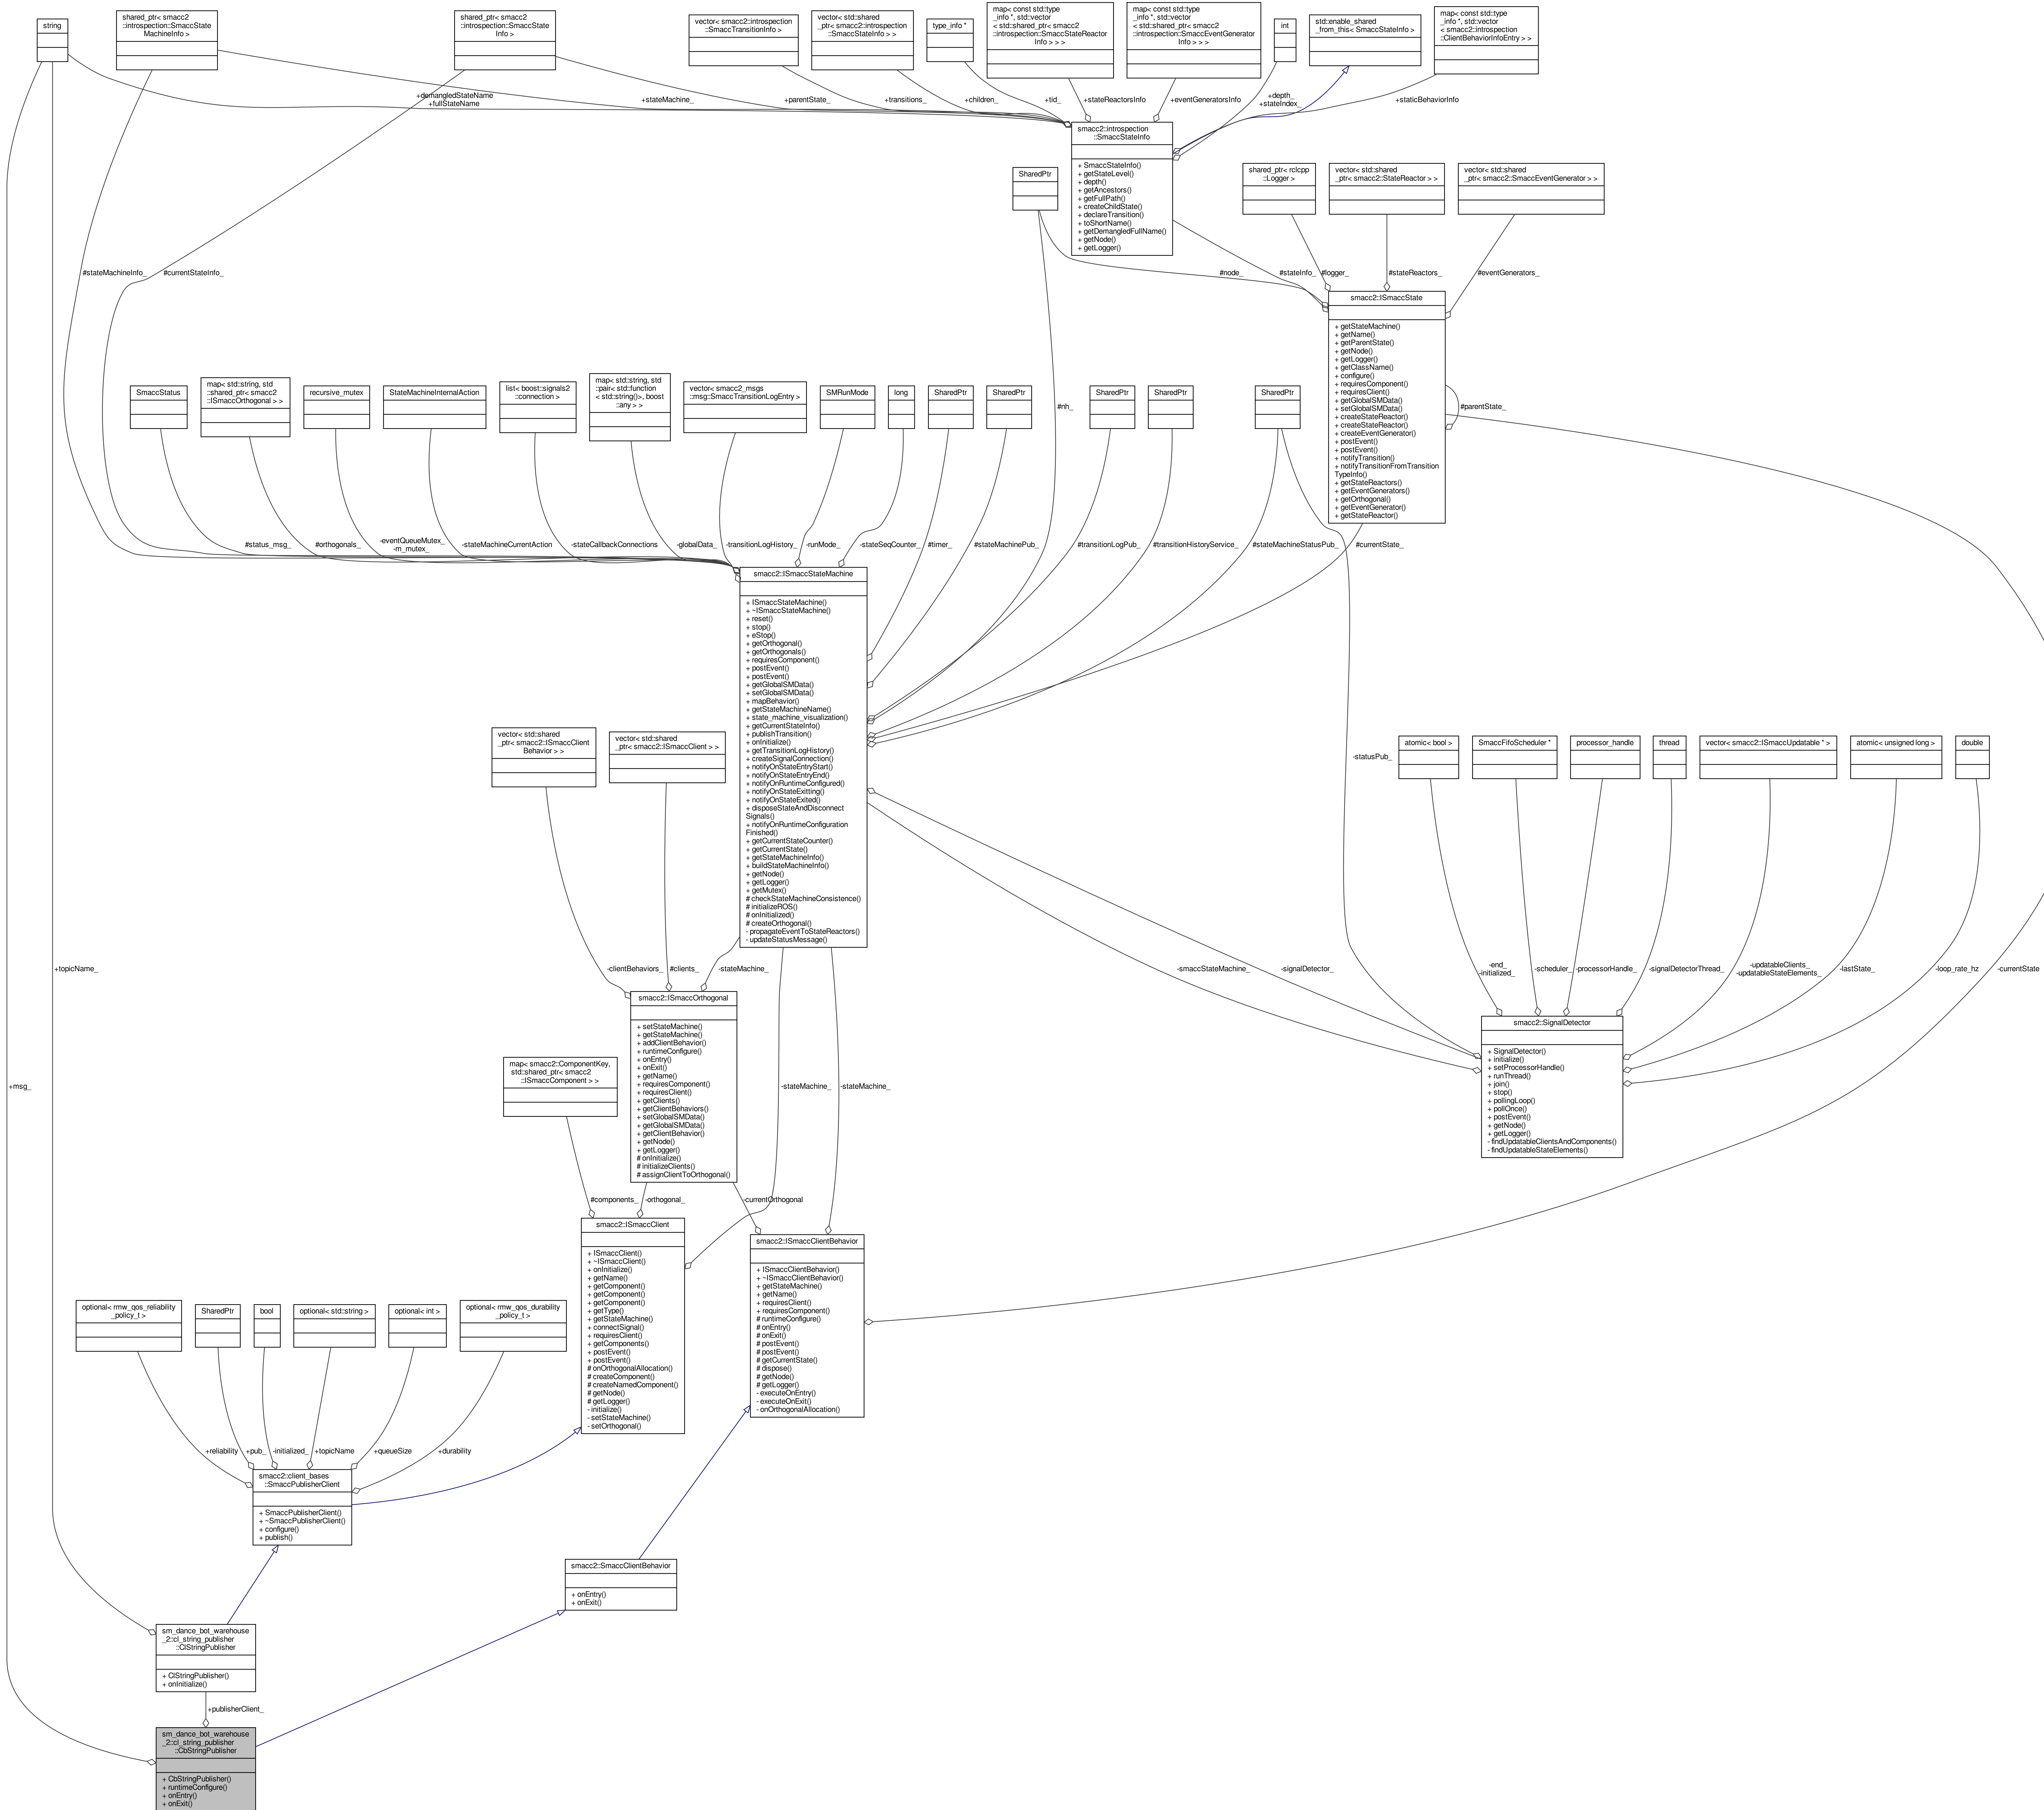 string
shared_ptr< smacc2
::introspection::SmaccState
MachineInfo >
shared_ptr< smacc2
::introspection::SmaccState
Info >
vector< smacc2::introspection
::SmaccTransitionInfo >
vector< std::shared
_ptr< smacc2::introspection
::SmaccStateInfo > >
type_info *
map< const std::type
_info *, std::vector
< std::shared_ptr< smacc2
::introspection::SmaccStateReactor
Info > > >
map< const std::type
_info *, std::vector
< std::shared_ptr< smacc2
::introspection::SmaccEventGenerator
Info > > >
int
std::enable_shared
_from_this< SmaccStateInfo >
map< const std::type
_info *, std::vector
< smacc2::introspection
::ClientBehaviorInfoEntry > >
+demangledStateName
+fullStateName
+stateMachine_
+parentState_
+transitions_
+children_
+tid_
+stateReactorsInfo
+eventGeneratorsInfo
+depth_
+stateIndex_
+staticBehaviorInfo
smacc2::introspection
::SmaccStateInfo
+ SmaccStateInfo()
+ getStateLevel()
+ depth()
+ getAncestors()
+ getFullPath()
+ createChildState()
+ declareTransition()
+ toShortName()
+ getDemangledFullName()
+ getNode()
+ getLogger()
SharedPtr
shared_ptr< rclcpp
::Logger >
vector< std::shared
_ptr< smacc2::StateReactor > >
vector< std::shared
_ptr< smacc2::SmaccEventGenerator > >
#stateMachineInfo_
#currentStateInfo_
#node_
#stateInfo_
#logger_
#stateReactors_
#eventGenerators_
smacc2::ISmaccState
+ getStateMachine()
+ getName()
+ getParentState()
+ getNode()
+ getLogger()
+ getClassName()
+ configure()
+ requiresComponent()
+ requiresClient()
+ getGlobalSMData()
+ setGlobalSMData()
+ createStateReactor()
+ createStateReactor()
+ createEventGenerator()
+ postEvent()
+ postEvent()
+ notifyTransition()
+ notifyTransitionFromTransition
TypeInfo()
+ getStateReactors()
+ getEventGenerators()
+ getOrthogonal()
+ getEventGenerator()
+ getStateReactor()
#parentState_
SmaccStatus
map< std::string, std
::shared_ptr< smacc2
::ISmaccOrthogonal > >
recursive_mutex
StateMachineInternalAction
list< boost::signals2
::connection >
map< std::string, std
::pair< std::function
< std::string()>, boost
::any > >
vector< smacc2_msgs
::msg::SmaccTransitionLogEntry >
SMRunMode
long
SharedPtr
SharedPtr
#nh_
SharedPtr
SharedPtr
SharedPtr
#status_msg_
#orthogonals_
-eventQueueMutex_
-m_mutex_
-stateMachineCurrentAction
-stateCallbackConnections
-globalData_
-transitionLogHistory_
-runMode_
-stateSeqCounter_
#timer_
#stateMachinePub_
#transitionLogPub_
#transitionHistoryService_
#stateMachineStatusPub_
#currentState_
smacc2::ISmaccStateMachine
+ ISmaccStateMachine()
+ ~ISmaccStateMachine()
+ reset()
+ stop()
+ eStop()
+ getOrthogonal()
+ getOrthogonals()
+ requiresComponent()
+ postEvent()
+ postEvent()
+ getGlobalSMData()
+ setGlobalSMData()
+ mapBehavior()
+ getStateMachineName()
+ state_machine_visualization()
+ getCurrentStateInfo()
+ publishTransition()
+ onInitialize()
+ getTransitionLogHistory()
+ createSignalConnection()
+ notifyOnStateEntryStart()
+ notifyOnStateEntryEnd()
+ notifyOnRuntimeConfigured()
+ notifyOnStateExitting()
+ notifyOnStateExited()
+ disposeStateAndDisconnect
Signals()
+ notifyOnRuntimeConfiguration
Finished()
+ getCurrentStateCounter()
+ getCurrentState()
+ getStateMachineInfo()
+ buildStateMachineInfo()
+ getNode()
+ getLogger()
+ getMutex()
# checkStateMachineConsistence()
# initializeROS()
# onInitialized()
# createOrthogonal()
- propagateEventToStateReactors()
- updateStatusMessage()
vector< std::shared
_ptr< smacc2::ISmaccClient
Behavior > >
vector< std::shared
_ptr< smacc2::ISmaccClient > >
-statusPub_
atomic< bool >
SmaccFifoScheduler *
processor_handle
thread
vector< smacc2::ISmaccUpdatable * >
atomic< unsigned long >
double
+topicName_
-clientBehaviors_
#clients_
-stateMachine_
-smaccStateMachine_
-signalDetector_
-end_
-initialized_
-scheduler_
-processorHandle_
-signalDetectorThread_
-updatableClients_
-updatableStateElements_
-lastState_
-loop_rate_hz
-currentState
smacc2::ISmaccOrthogonal
+ setStateMachine()
+ getStateMachine()
+ addClientBehavior()
+ runtimeConfigure()
+ onEntry()
+ onExit()
+ getName()
+ requiresComponent()
+ requiresClient()
+ getClients()
+ getClientBehaviors()
+ setGlobalSMData()
+ getGlobalSMData()
+ getClientBehavior()
+ getNode()
+ getLogger()
# onInitialize()
# initializeClients()
# assignClientToOrthogonal()
smacc2::SignalDetector
+ SignalDetector()
+ initialize()
+ setProcessorHandle()
+ runThread()
+ join()
+ stop()
+ pollingLoop()
+ pollOnce()
+ postEvent()
+ getNode()
+ getLogger()
- findUpdatableClientsAndComponents()
- findUpdatableStateElements()
map< smacc2::ComponentKey,
std::shared_ptr< smacc2
::ISmaccComponent > >
+msg_
-stateMachine_
-stateMachine_
#components_
-orthogonal_
-currentOrthogonal
smacc2::ISmaccClient
+ ISmaccClient()
+ ~ISmaccClient()
+ onInitialize()
+ getName()
+ getComponent()
+ getComponent()
+ getComponent()
+ getType()
+ getStateMachine()
+ connectSignal()
+ requiresClient()
+ getComponents()
+ postEvent()
+ postEvent()
# onOrthogonalAllocation()
# createComponent()
# createNamedComponent()
# getNode()
# getLogger()
- initialize()
- setStateMachine()
- setOrthogonal()
smacc2::ISmaccClientBehavior
+ ISmaccClientBehavior()
+ ~ISmaccClientBehavior()
+ getStateMachine()
+ getName()
+ requiresClient()
+ requiresComponent()
# runtimeConfigure()
# onEntry()
# onExit()
# postEvent()
# postEvent()
# getCurrentState()
# dispose()
# getNode()
# getLogger()
- executeOnEntry()
- executeOnExit()
- onOrthogonalAllocation()
optional< rmw_qos_reliability
_policy_t >
SharedPtr
bool
optional< std::string >
optional< int >
optional< rmw_qos_durability
_policy_t >
+reliability
+pub_
-initialized_
+topicName
+queueSize
+durability
smacc2::client_bases
::SmaccPublisherClient
+ SmaccPublisherClient()
+ ~SmaccPublisherClient()
+ configure()
+ publish()
smacc2::SmaccClientBehavior
+ onEntry()
+ onExit()
sm_dance_bot_warehouse
_2::cl_string_publisher
::ClStringPublisher
+ ClStringPublisher()
+ onInitialize()
+publisherClient_
sm_dance_bot_warehouse
_2::cl_string_publisher
::CbStringPublisher
+ CbStringPublisher()
+ runtimeConfigure()
+ onEntry()
+ onExit()